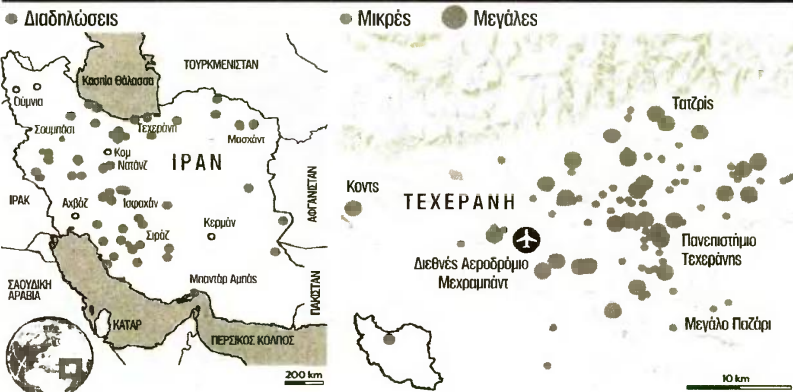 Διαδηλώσεις
Μικρές
Μεγάλες
Κασπία Θάλασσα
ΤΟΥΡΚΜΕΝΙΣΤΑΝ
Ούμνια
Σουμπάσι
Τεχεράνη
Μασχάντ
Κομ
Νατάνζ
ΙΡΑΝ
ΙΡΑΚ
Αχβάζ
Ισφαχάν
ΑΦΓΑΝΙΣΤΑΝ
Κερμάν
Σιράζ
ΣΑΟΥΔΙΚΗ
ΑΡΑΒΙΑ
Μπαντάρ Αμπάς
ΠΑΚΙΣΤΑΝ
ΚΑΤΑΡ
ΠΕΡΣΙΚΟΣ ΚΟΛΠΟΣ
200 km
Τατζρίς
Κοντς
ΤΕΧΕΡΑΝΗ
Πανεπιστήμιο
Τεχεράνης
Διεθνές Αεροδρόμιο
Μεχραμπάντ
Μεγάλο Παζάρι
10 km